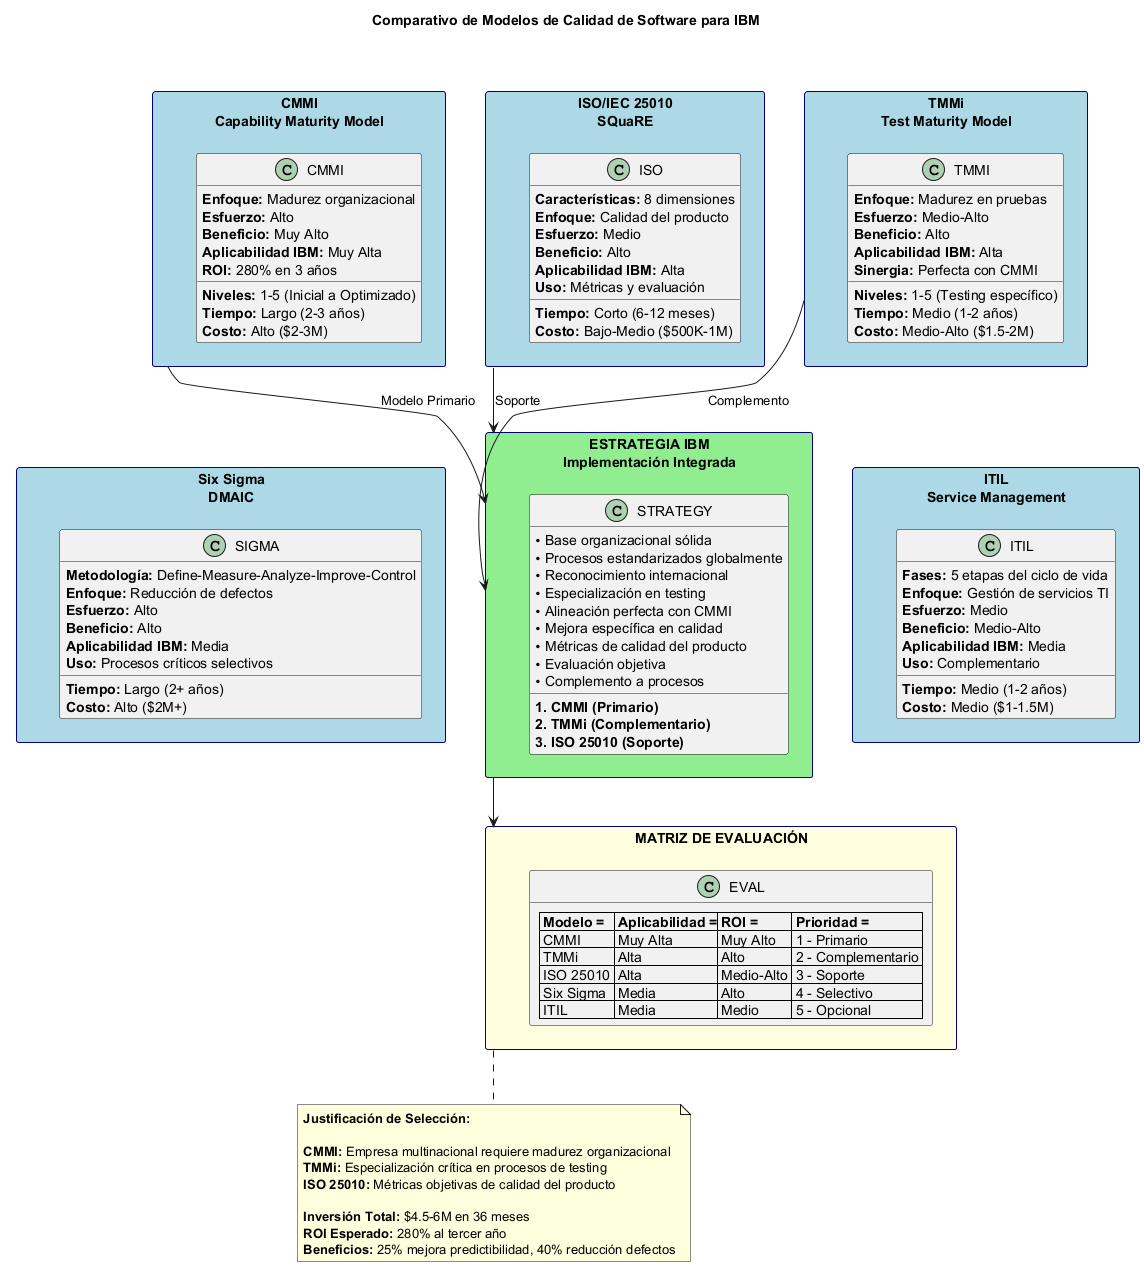 Comparativo de Modelos de Calidad de Software para IBM
CMMI
Capability Maturity Model
C CMMI
Enfoque: Madurez organizacional
Esfuerzo: Alto
Beneficio: Muy Alto
Aplicabilidad IBM: Muy Alta
ROI: 280% en 3 años
Niveles: 1-5 (Inicial a Optimizado)
Tiempo: Largo (2-3 años)
Costo: Alto ($2-3M)
ISO/IEC 25010
SQuaRE
C ISO
Características: 8 dimensiones
Enfoque: Calidad del producto
Esfuerzo: Medio
Beneficio: Alto
Aplicabilidad IBM: Alta
Uso: Métricas y evaluación
Tiempo: Corto (6-12 meses)
Costo: Bajo-Medio ($500K-1M)
TMMi
Test Maturity Model
C TMMI
Enfoque: Madurez en pruebas
Esfuerzo: Medio-Alto
Beneficio: Alto
Aplicabilidad IBM: Alta
Sinergia: Perfecta con CMMI
Niveles: 1-5 (Testing específico)
Tiempo: Medio (1-2 años)
Costo: Medio-Alto ($1.5-2M)
Modelo Primario
Soporte
Complemento
Six Sigma
DMAIC
C SIGMA
Metodología: Define-Measure-Analyze-Improve-Control
Enfoque: Reducción de defectos
Esfuerzo: Alto
Beneficio: Alto
Aplicabilidad IBM: Media
Uso: Procesos críticos selectivos
Tiempo: Largo (2+ años)
Costo: Alto ($2M+)
ESTRATEGIA IBM
Implementación Integrada
C STRATEGY
• Base organizacional sólida
• Procesos estandarizados globalmente
• Reconocimiento internacional
• Especialización en testing
• Alineación perfecta con CMMI
• Mejora específica en calidad
• Métricas de calidad del producto
• Evaluación objetiva
• Complemento a procesos
1. CMMI (Primario)
2. TMMi (Complementario)
3. ISO 25010 (Soporte)
ITIL
Service Management
C ITIL
Fases: 5 etapas del ciclo de vida
Enfoque: Gestión de servicios TI
Esfuerzo: Medio
Beneficio: Medio-Alto
Aplicabilidad IBM: Media
Uso: Complementario
Tiempo: Medio (1-2 años)
Costo: Medio ($1-1.5M)
MATRIZ DE EVALUACIÓN
C EVAL
Modelo = Aplicabilidad = ROI = Prioridad =
CMMI Muy Alta Muy Alto 1 - Primario
TMMi Alta Alto 2 - Complementario
ISO 25010 Alta Medio-Alto 3 - Soporte
Six Sigma Media Alto 4 - Selectivo
ITIL Media Medio 5 - Opcional
Justificación de Selección:
CMMI: Empresa multinacional requiere madurez organizacional
TMMi: Especialización crítica en procesos de testing
ISO 25010: Métricas objetivas de calidad del producto
Inversión Total: $4.5-6M en 36 meses
ROI Esperado: 280% al tercer año
Beneficios: 25% mejora predictibilidad, 40% reducción defectos